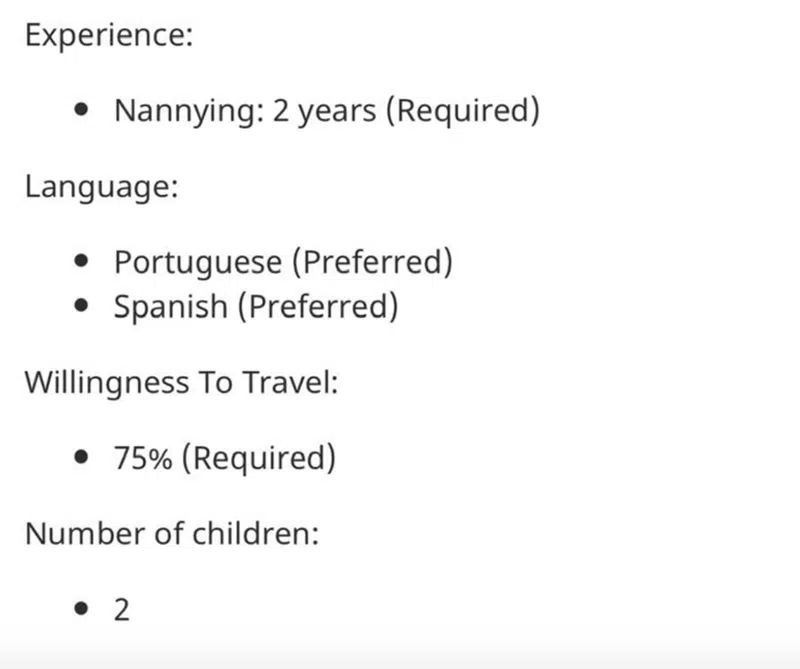 Experience:
• Nannying: 2 years (Required)
Language:
• Portuguese (Preferred)
• Spanish (Preferred)
Willingness To Travel:
• 75% (Required)
Number of children:
• 2